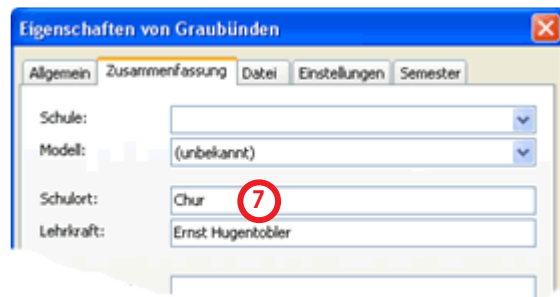 Eigenschaften von Graubünden
Allgemein Zusammenfassung Datei Einstellungen Semester
Schule:
Modell: (unbekannt)
Schulort: Chur 7
Lehrkraft: Ernst Hugentobler